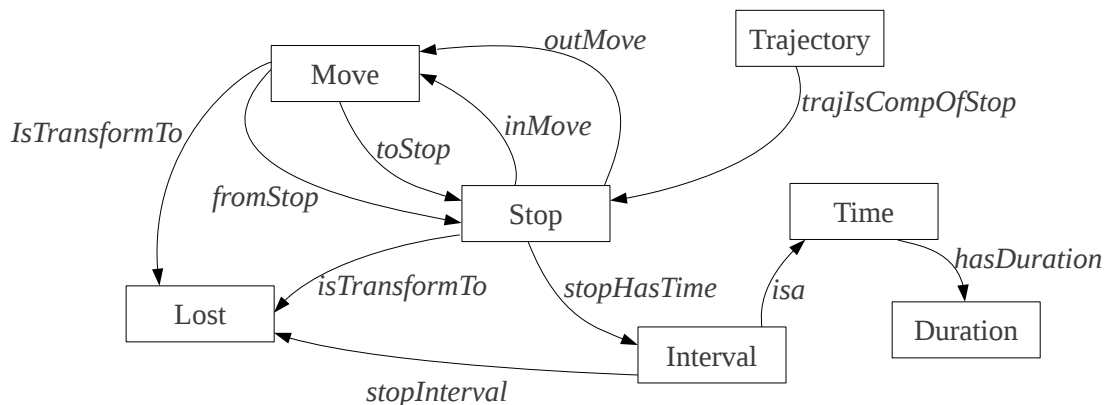 outMove
Trajectory
Move
trajIsCompOfStop
IsTransformTo
inMove
toStop
fromStop
Stop
Time
hasDuration
isTransformTo
stopHasTime
isa
Lost
Duration
Interval
stopInterval